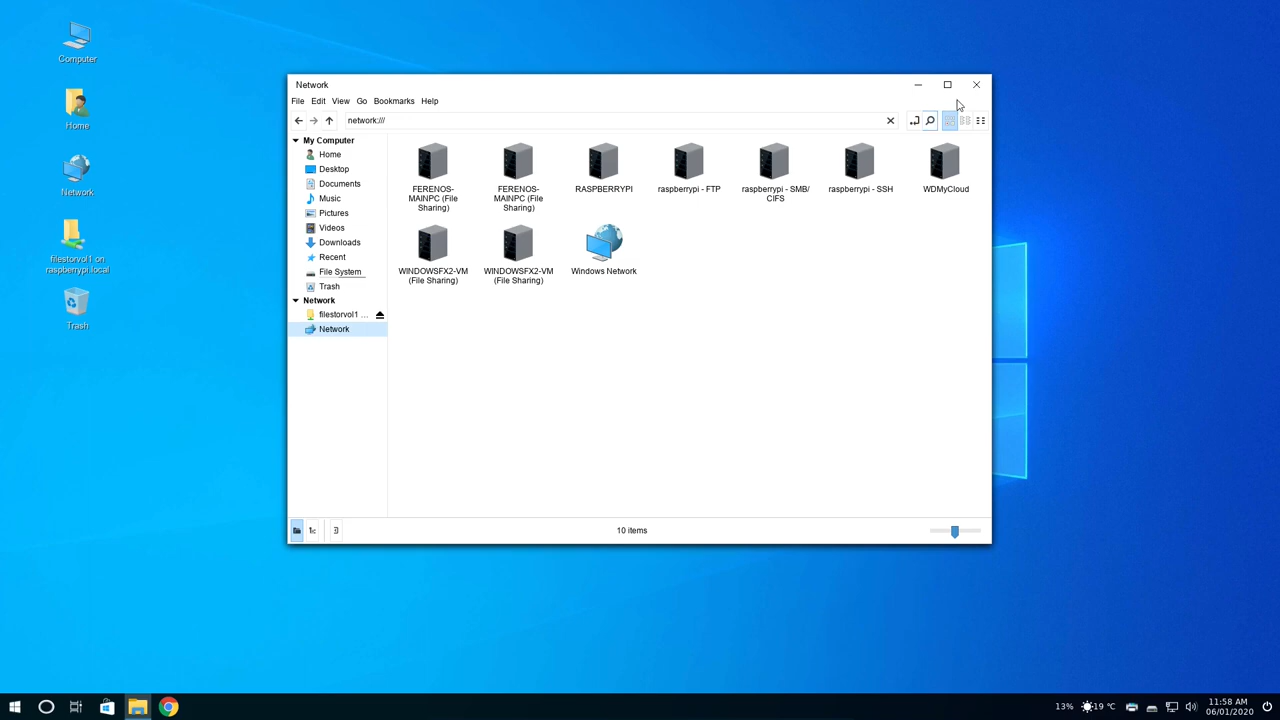 Computer
Home
Network
filestorvol1 on
raspberrypi.local
Trash
Network
File Edit View Go Bookmarks Help
network:///
My Computer
Home
Desktop
Documents
Music
Pictures
Videos
Downloads
Recent
File System
Trash
Network
filestorvol1 ...
Network
FERENOS-
MAINPC (File
Sharing)
FERENOS-
MAINPC (File
Sharing)
RASPBERRYPI
raspberrypi - FTP
raspberrypi - SMB/
CIFS
raspberrypi - SSH
WDMyCloud
WINDOWSFX2-VM
(File Sharing)
WINDOWSFX2-VM
(File Sharing)
Windows Network
10 items
13%
19 ℃
11:58 AM
06/01/2020